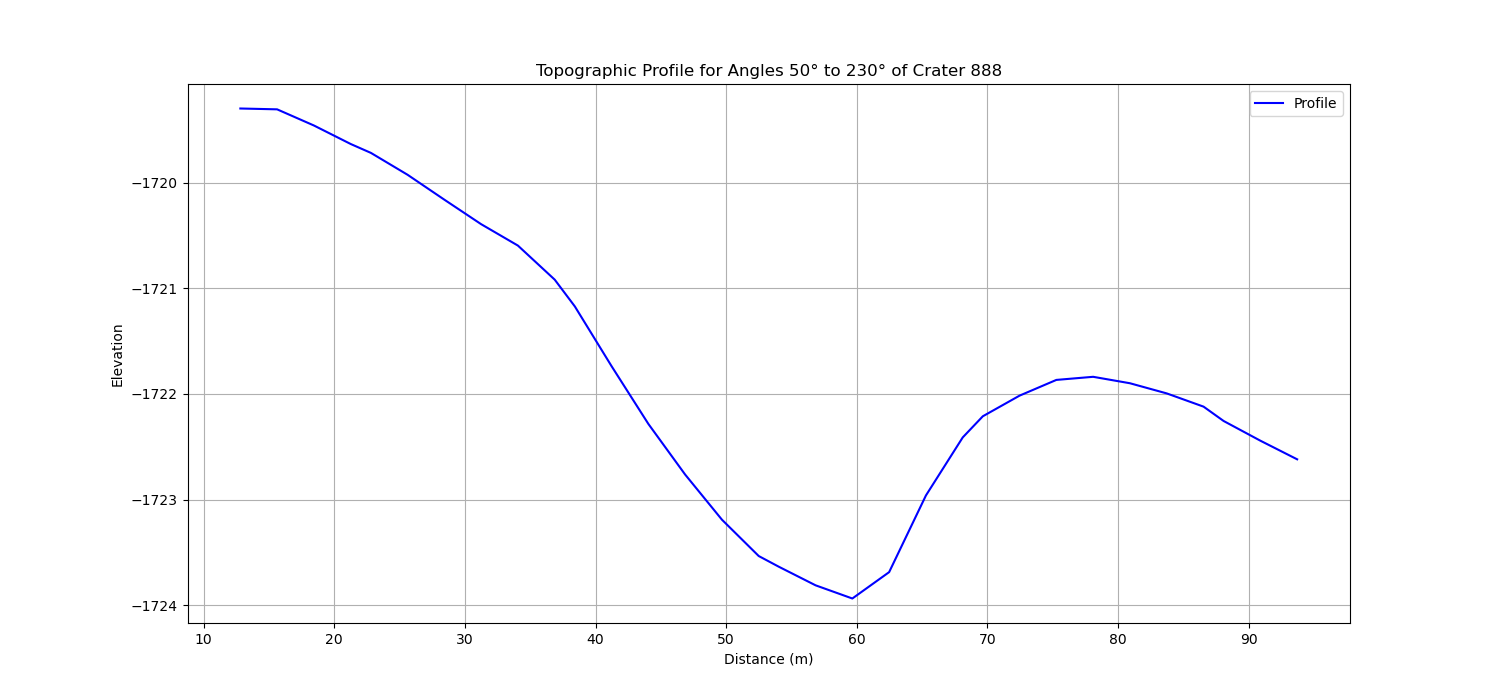 Topographic Profile for Angles 50° to 230° of Crater 888
Profile
Elevation
−1720
−1721
−1722
−1723
−1724
10 20 30 40 50 60 70 80 90
Distance (m)